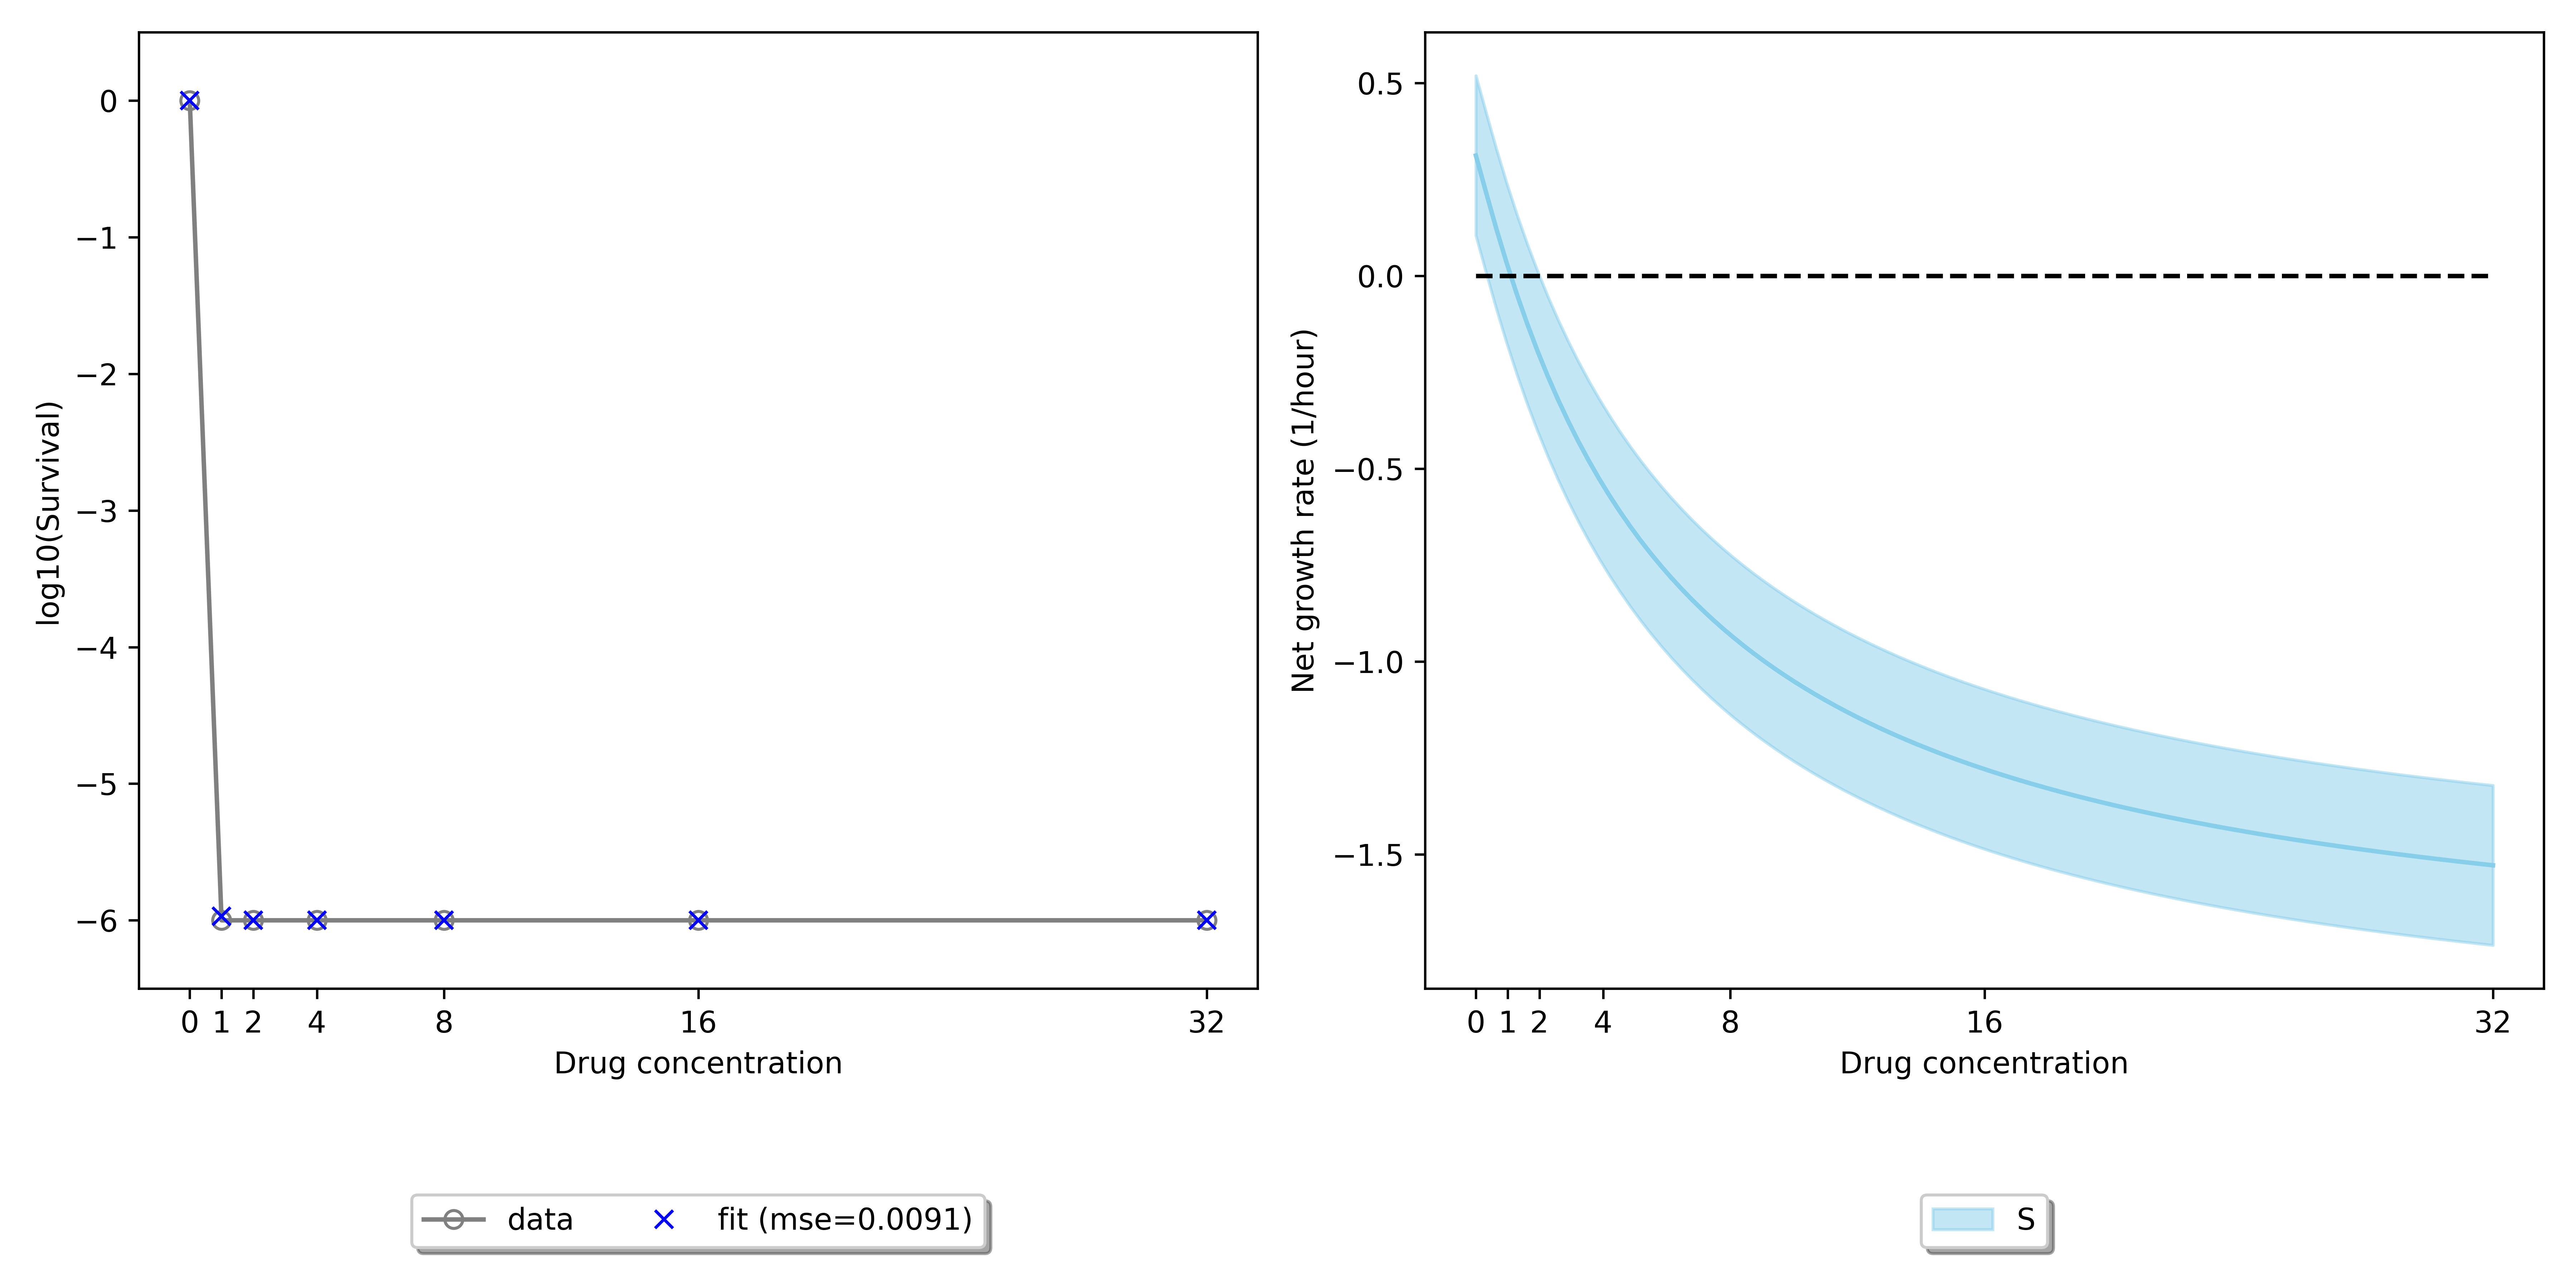 0
−1
−2
−3
−4
−5
−6
log10(Survival)
0 1 2 4 8 16 32
Drug concentration
data fit (mse=0.0091)
0.5
0.0
−0.5
−1.0
−1.5
Net growth rate (1/hour)
0 1 2 4 8 16 32
Drug concentration
S